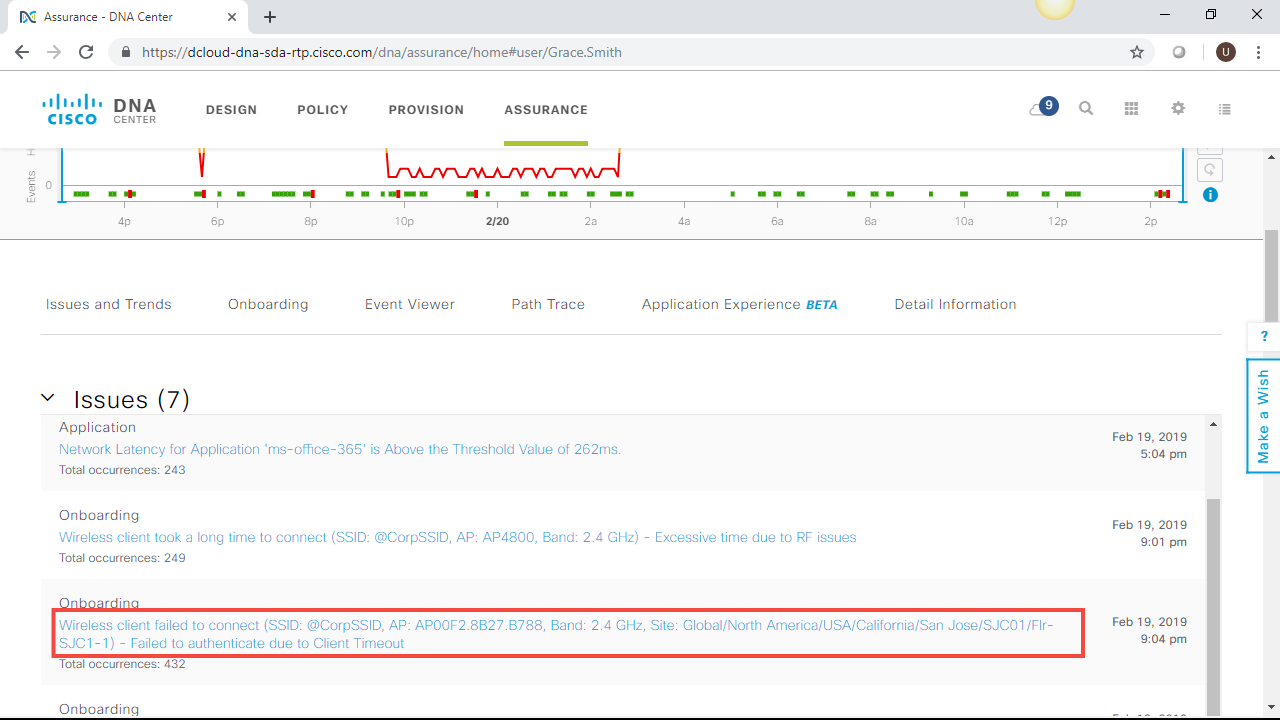 Assurance - DNA Center
https://dcloud-dna-sda-rtp.cisco.com/dna/assurance/home#user/Grace.Smith
U
CISCO
DNA
CENTER
DESIGN
POLICY
PROVISION
ASSURANCE
9
H
Events
0
4p
6p
8p
10p
2/20
2a
4a
6a
8a
10a
12p
2p
Issues and Trends
Onboarding
Event Viewer
Path Trace
Application Experience BETA
Detail Information
?
Make a Wish
Issues (7)
Application
Network Latency for Application 'ms-office-365' is Above the Threshold Value of 262ms.
Total occurrences: 243
Feb 19, 2019
5:04 pm
Onboarding
Wireless client took a long time to connect (SSID: @CorpSSID, AP: AP4800, Band: 2.4 GHz) - Excessive time due to RF issues
Total occurrences: 249
Feb 19, 2019
9:01 pm
Onboarding
Wireless client failed to connect (SSID: @CorpSSID, AP: AP00F2.8B27.B788, Band: 2.4 GHz, Site: Global/North America/USA/California/San Jose/SJC01/Flr-
SJC1-1) - Failed to authenticate due to Client Timeout
Total occurrences: 432
Feb 19, 2019
9:04 pm
Onboarding